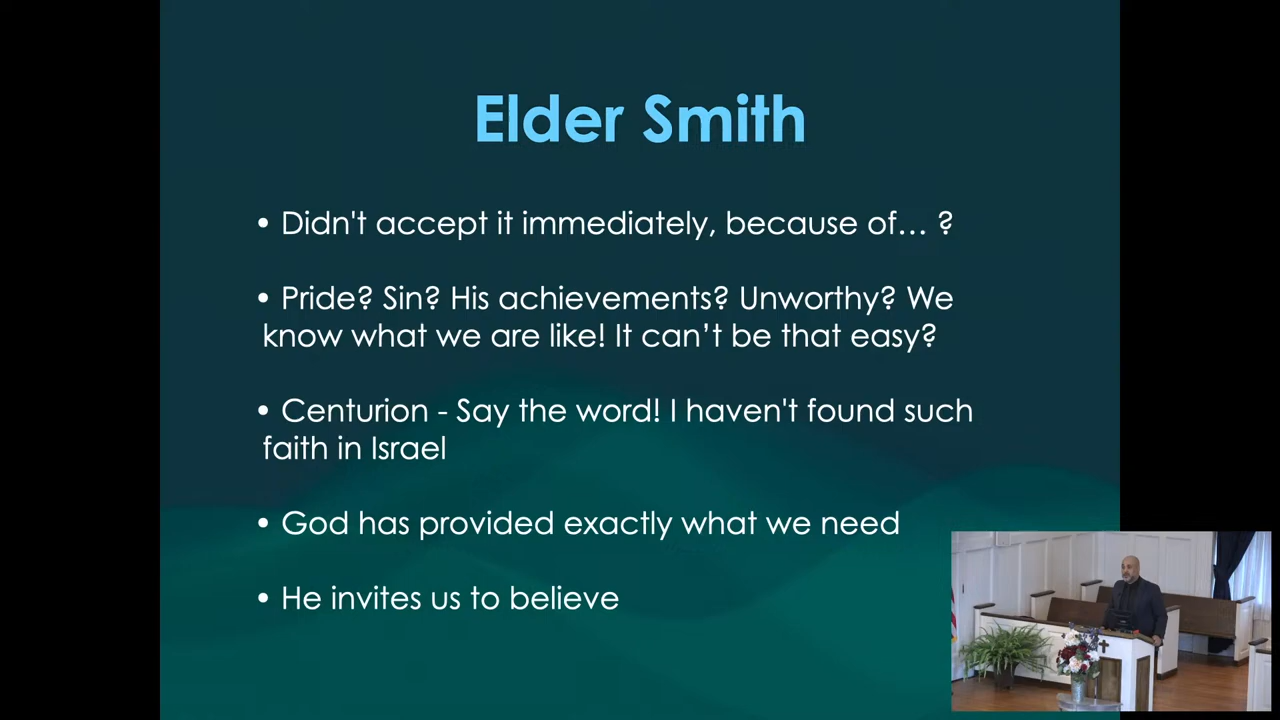 Elder Smith
• Didn't accept it immediately, because of… ?
• Pride? Sin? His achievements? Unworthy? We
know what we are like! It can’t be that easy?
• Centurion - Say the word! I haven't found such
faith in Israel
• God has provided exactly what we need
• He invites us to believe